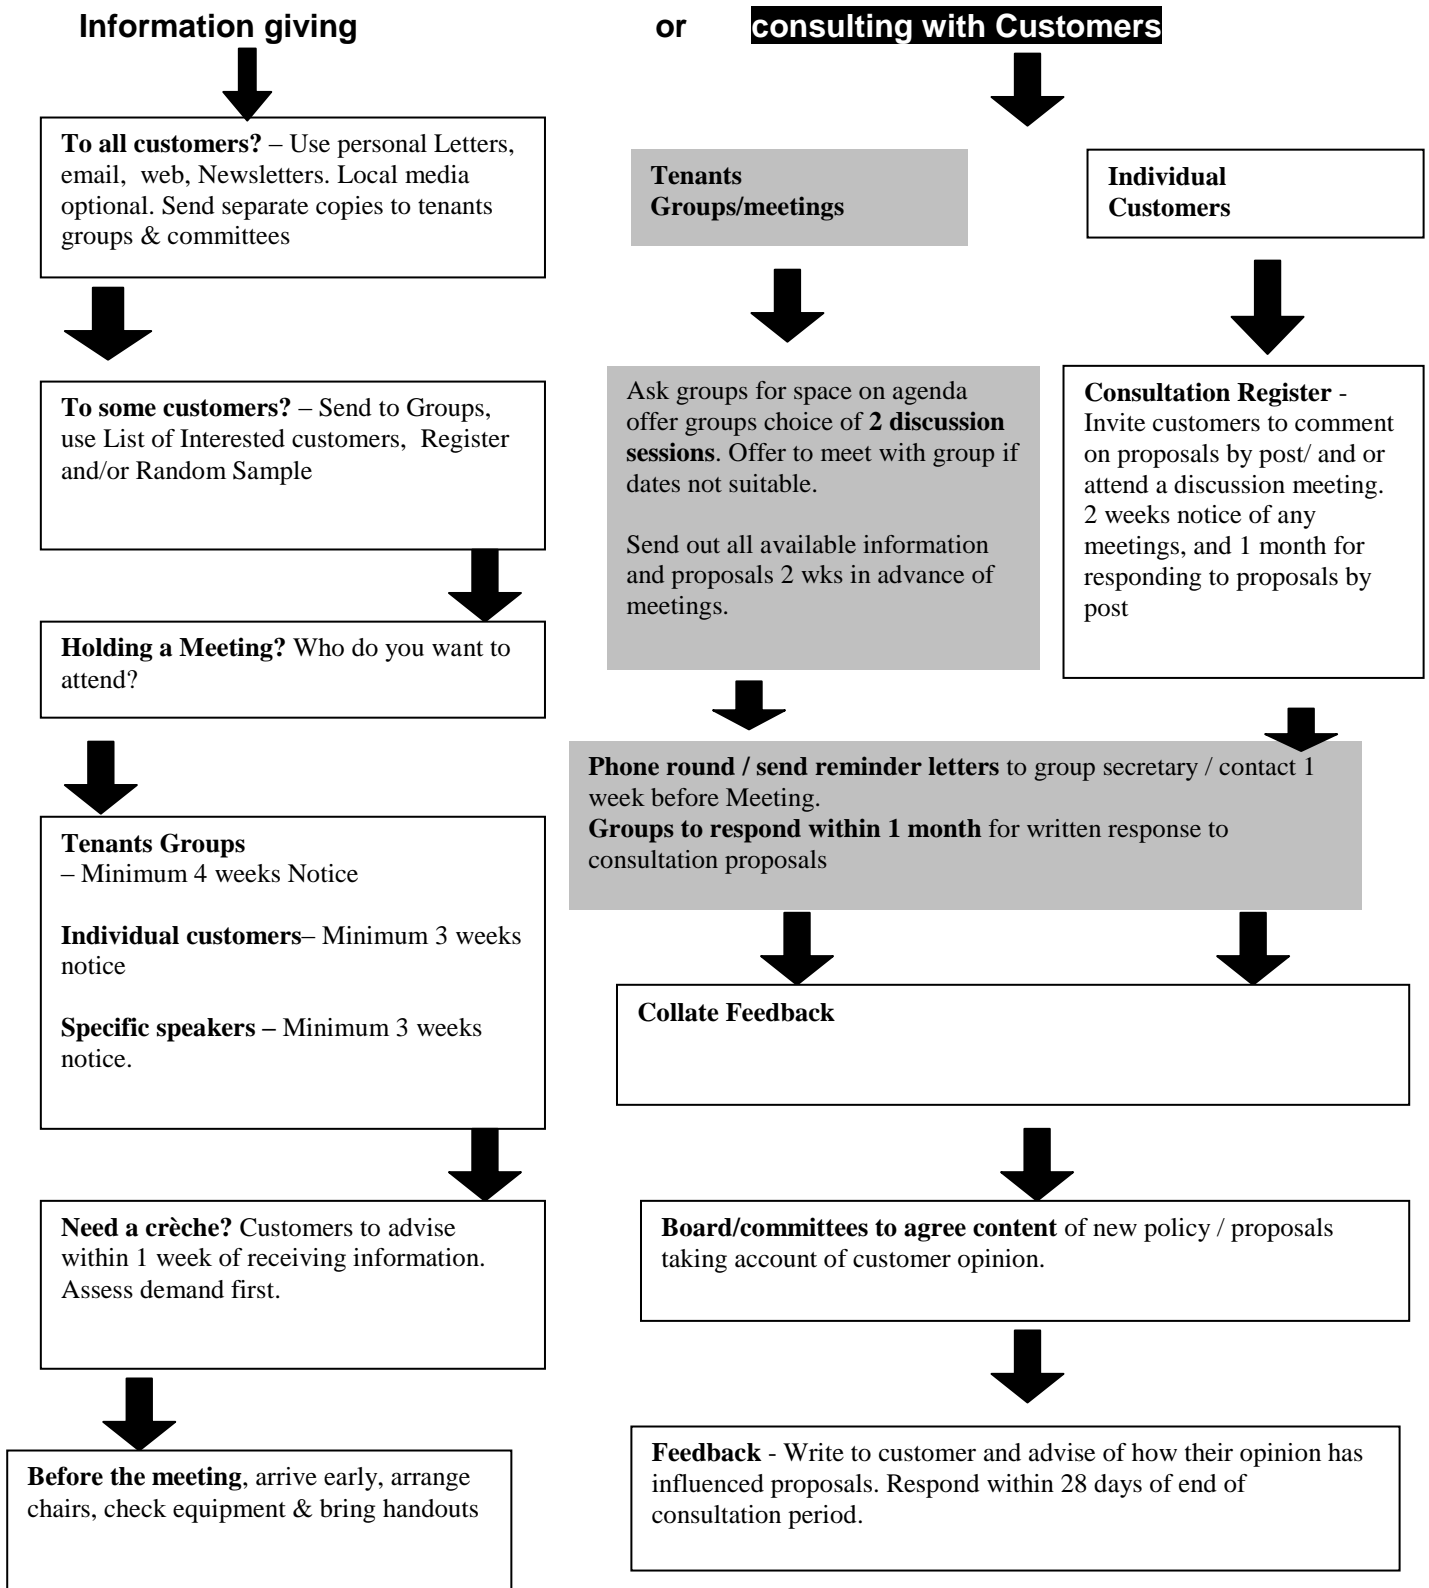 Information giving or consulting with Customers
To all customers? – Use personal Letters,
email, web, Newsletters. Local media
optional. Send separate copies to tenants
groups & committees
To some customers? – Send to Groups,
use List of Interested customers, Register
and/or Random Sample
Holding a Meeting? Who do you want to
attend?
Tenants Groups
– Minimum 4 weeks Notice
Individual customers– Minimum 3 weeks
notice
Specific speakers – Minimum 3 weeks
notice.
Need a crèche? Customers to advise
within 1 week of receiving information.
Assess demand first.
Before the meeting, arrive early, arrange
chairs, check equipment & bring handouts
Tenants
Groups/meetings
Ask groups for space on agenda
offer groups choice of 2 discussion
sessions. Offer to meet with group if
dates not suitable.
Send out all available information
and proposals 2 wks in advance of
meetings.
Individual
Customers
Consultation Register -
Invite customers to comment
on proposals by post/ and or
attend a discussion meeting.
2 weeks notice of any
meetings, and 1 month for
responding to proposals by
post
Phone round / send reminder letters to group secretary / contact 1
week before Meeting.
Groups to respond within 1 month for written response to
consultation proposals
Collate Feedback
Board/committees to agree content of new policy / proposals
taking account of customer opinion.
Feedback - Write to customer and advise of how their opinion has
influenced proposals. Respond within 28 days of end of
consultation period.